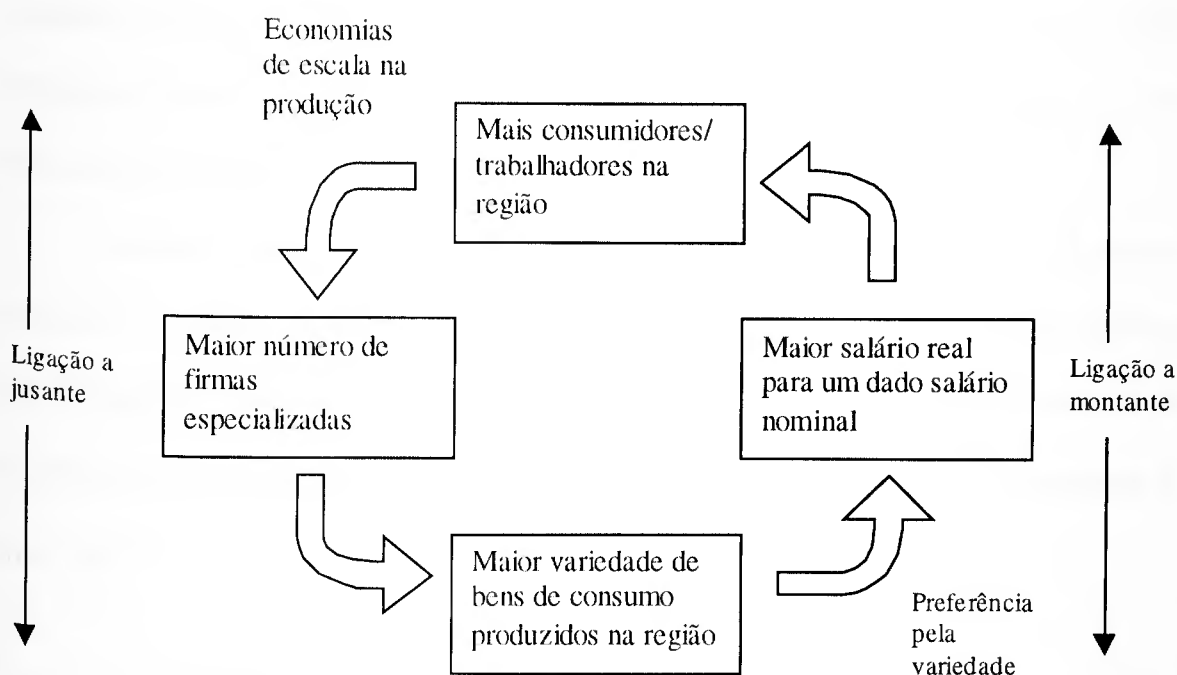 Economias
de escala na
produção
Mais consumidores/
trabalhadores na
região
Ligação a
jusante
Maior número de
firmas
especializadas
Maior salário real
para um dado salário
nominal
Ligação a
montante
Maior variedade de
bens de consumo
produzidos na região
Preferência
pela
variedade